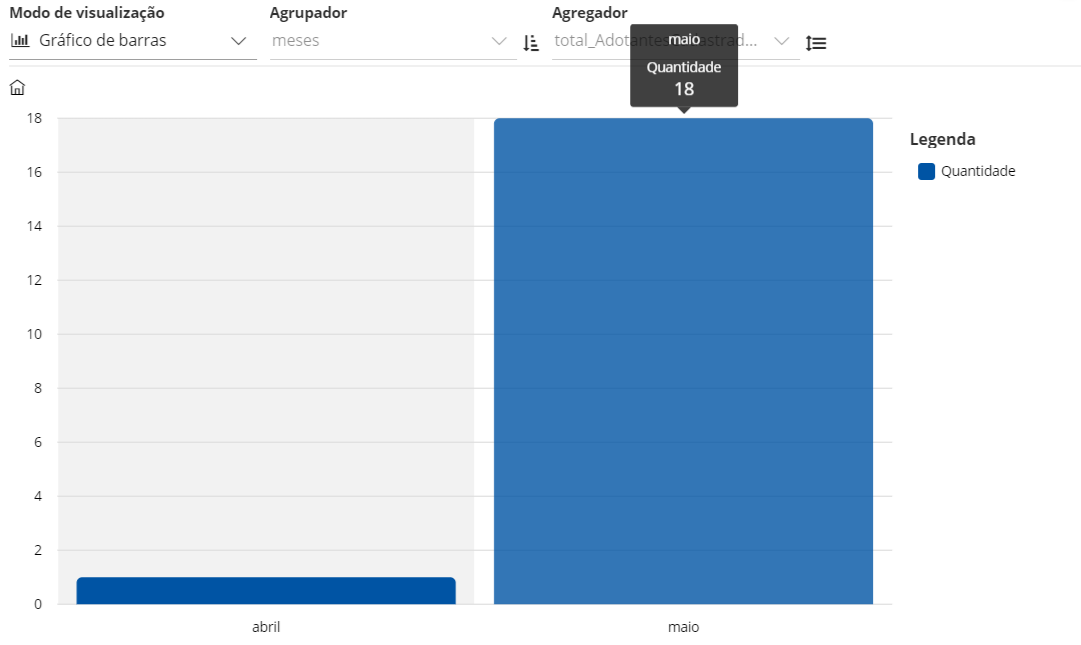 Modo de visualização
Agrupador
Agregador
Gráfico de barras
meses
maio
Quantidade
18
18
16
14
12
10
8
6
4
2
0
abril
maio
Legenda
Quantidade